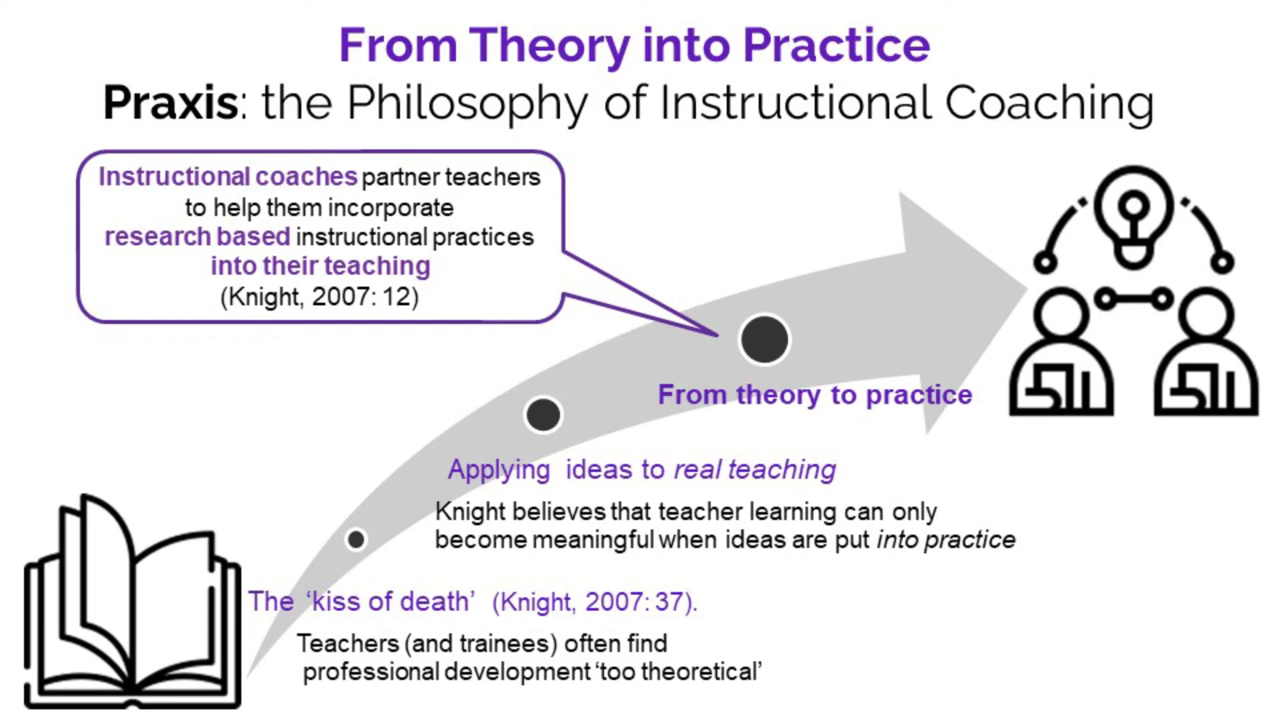 From Theory into Practice
Praxis: the Philosophy of Instructional Coaching
Instructional coaches partner teachers
to help them incorporate
research based instructional practices
into their teaching
(Knight, 2007: 12)
From theory to practice
Applying ideas to real teaching
Knight believes that teacher learning can only
become meaningful when ideas are put into practice
The ‘kiss of death’ (Knight, 2007: 37).
Teachers (and trainees) often find
professional development ‘too theoretical’